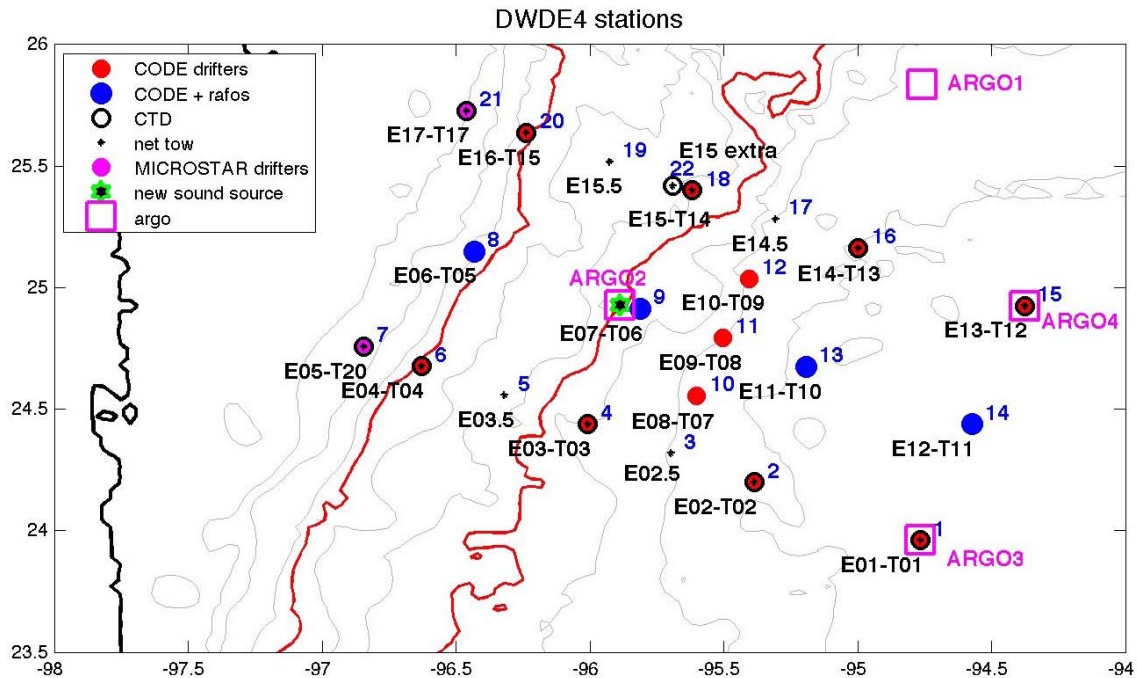 DWDE4 stations
26
25.5
25
24.5
24
23.5
-98
-97.5
-97
-96.5
-96
-95.5
-95
-94.5
-94
CODE drifters
CODE + rafos
CTD
net tow
MICROSTAR drifters
new sound source
argo
ARGO1
21
E17-T17
20
E16-T15
19
E15.5
E15 extra
22
18
E15-T14
17
E14.5
16
E14-T13
8
E06-T05
12
E10-T09
ARGO2
9
E07-T06
15
E13-T12
ARGO4
11
E09-T08
7
E05-T20
6
E04-T04
13
E11-T10
5
E03.5
10
E08-T07
4
E03-T03
14
E12-T11
3
E02.5
2
E02-T02
1
E01-T01
ARGO3